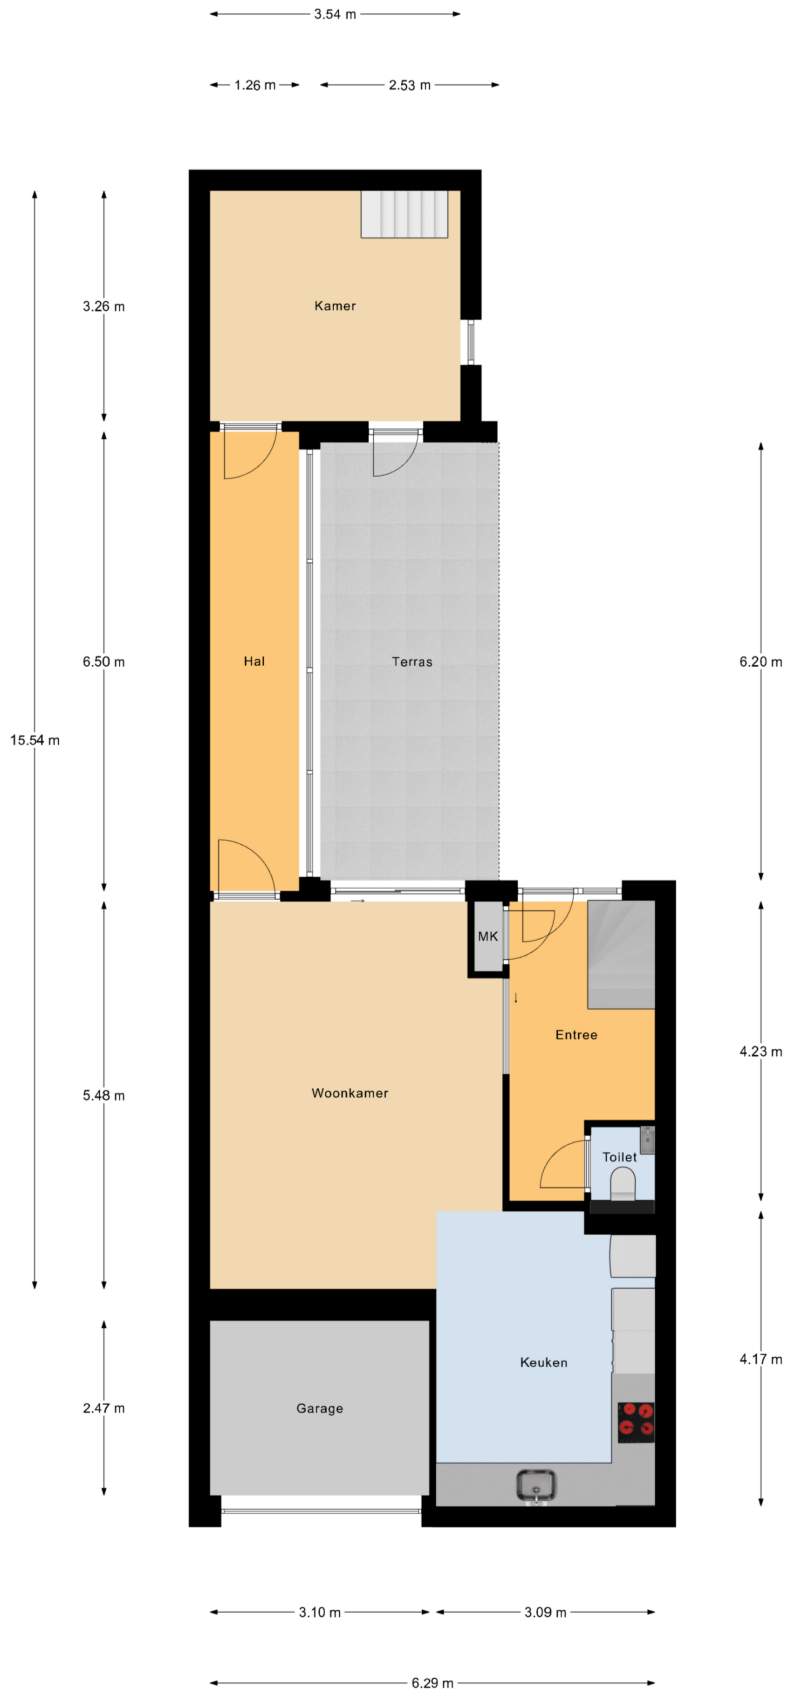 3.54 m
1.26 m
2.53 m
3.26 m
Kamer
6.50 m
Hal
Terras
6.20 m
15.54 m
MK
Entree
4.23 m
5.48 m
Woonkamer
Toilet
Keuken
4.17 m
2.47 m
Garage
3.10 m
3.09 m
6.29 m